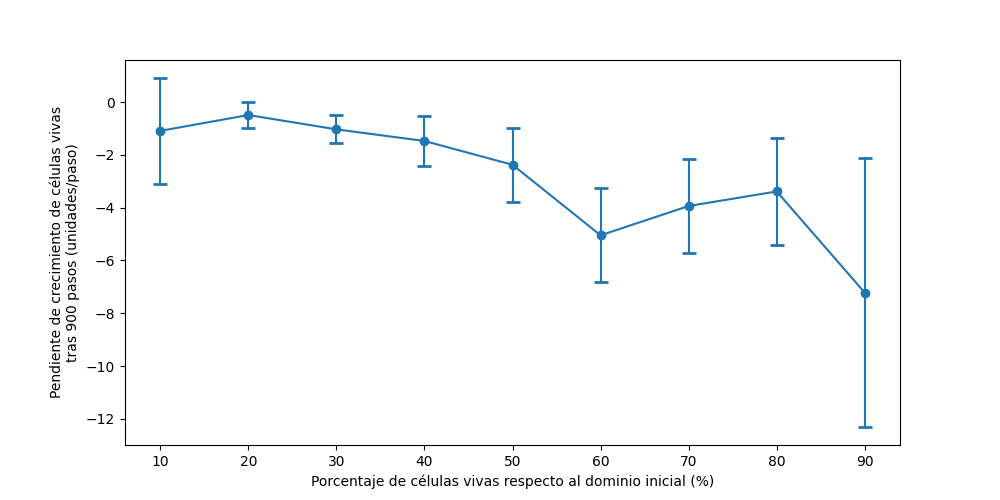 Pendiente de crecimiento de células vivas
tras 900 pasos (unidades/paso)
0
−2
−4
−6
−8
−10
−12
10 20 30 40 50 60 70 80 90
Porcentaje de células vivas respecto al dominio inicial (%)